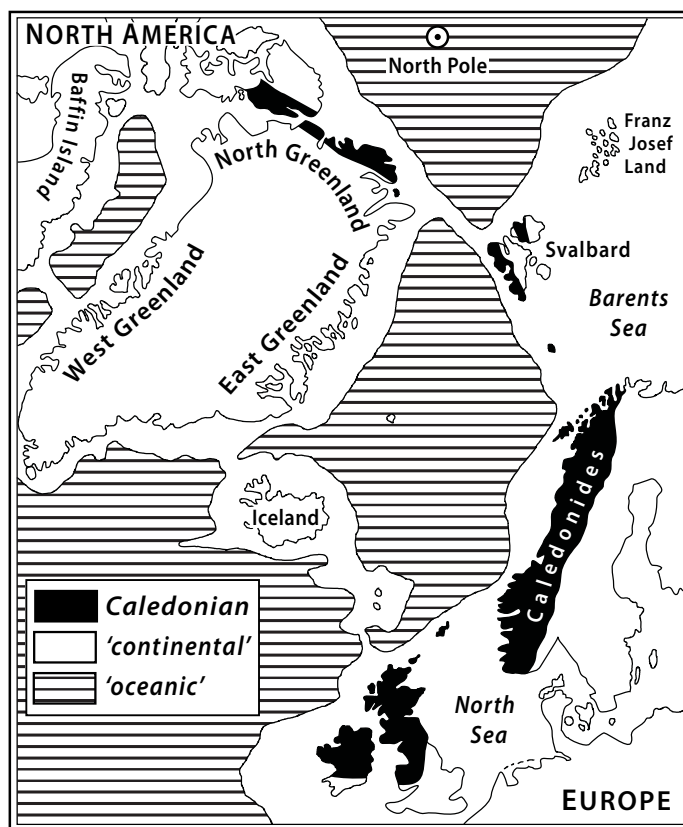 NORTH AMERICA
North Pole
Baffin Island
North Greenland
Franz
Josef
Land
Svalbard
Barents
Sea
West Greenland
East Greenland
Caledonides
Iceland
Caledonian
'continental'
'oceanic'
North
Sea
EUROPE